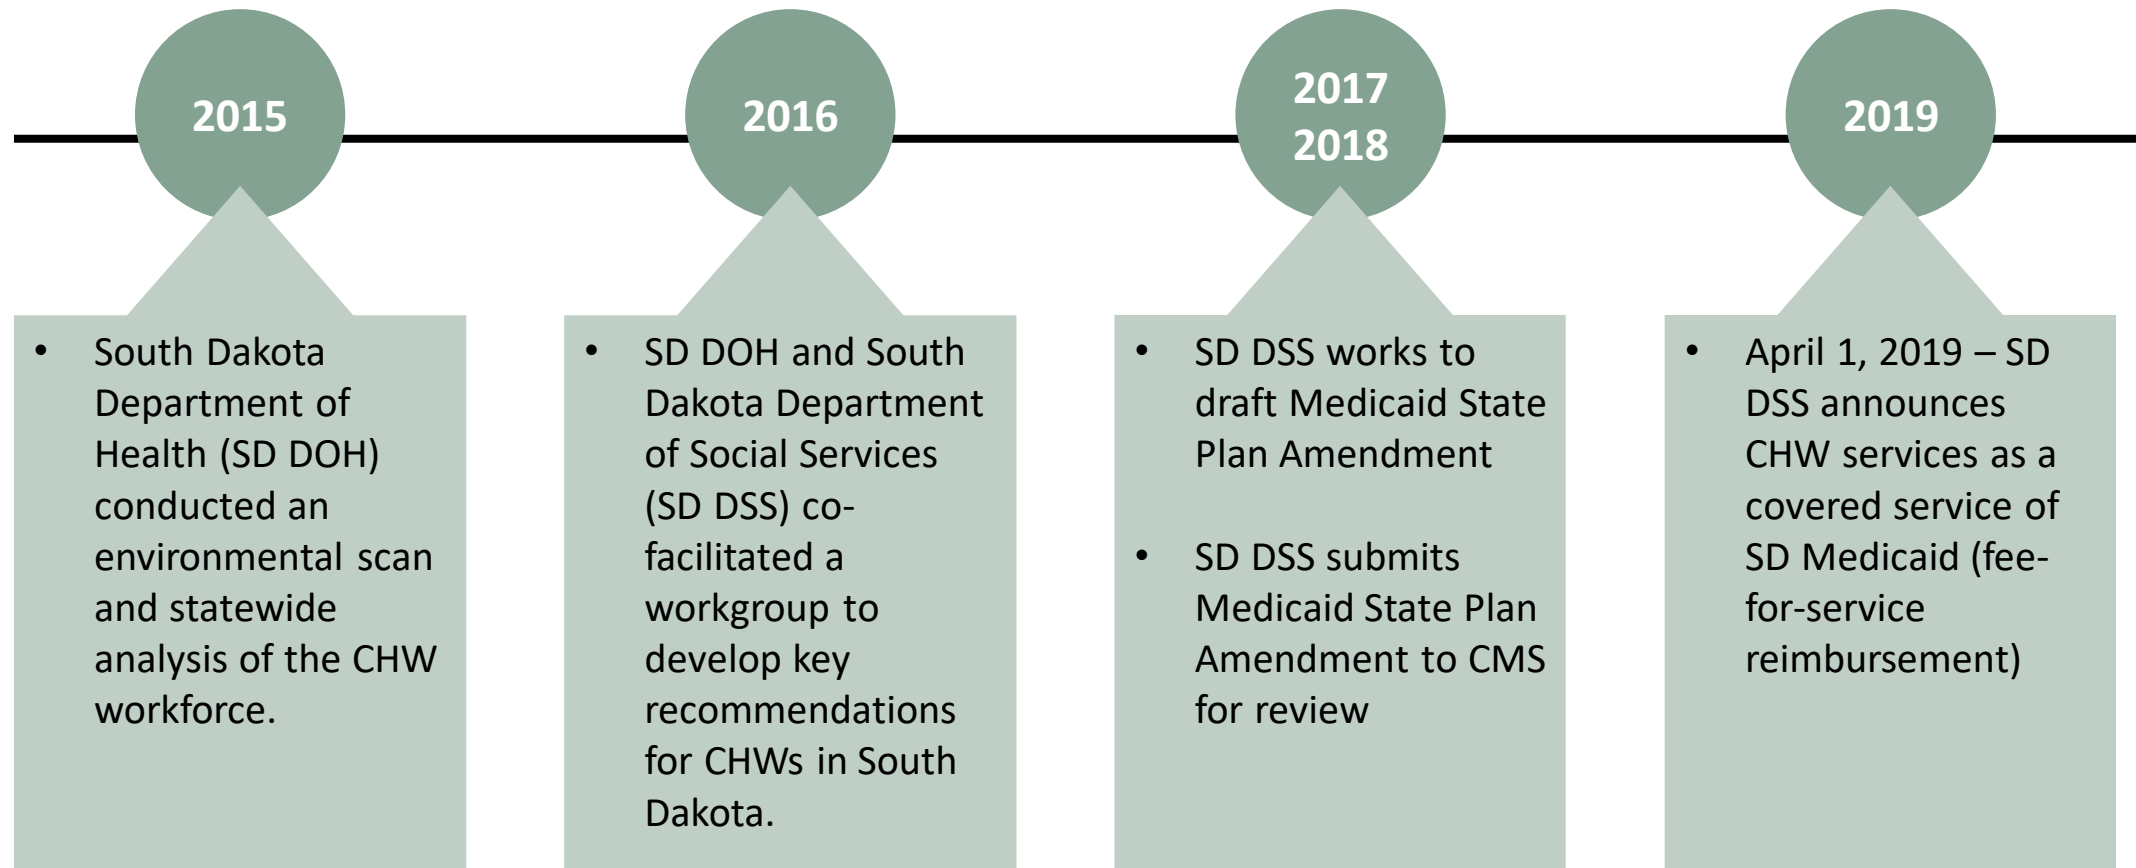 2015
• South Dakota
Department of
Health (SD DOH)
conducted an
environmental scan
and statewide
analysis of the CHW
workforce.
2016
• SD DOH and South
Dakota Department
of Social Services
(SD DSS) co-
facilitated a
workgroup to
develop key
recommendations
for CHWs in South
Dakota.
2017
2018
• SD DSS works to
draft Medicaid State
Plan Amendment
• SD DSS submits
Medicaid State Plan
Amendment to CMS
for review
2019
• April 1, 2019 – SD
DSS announces
CHW services as a
covered service of
SD Medicaid (fee-
for-service
reimbursement)